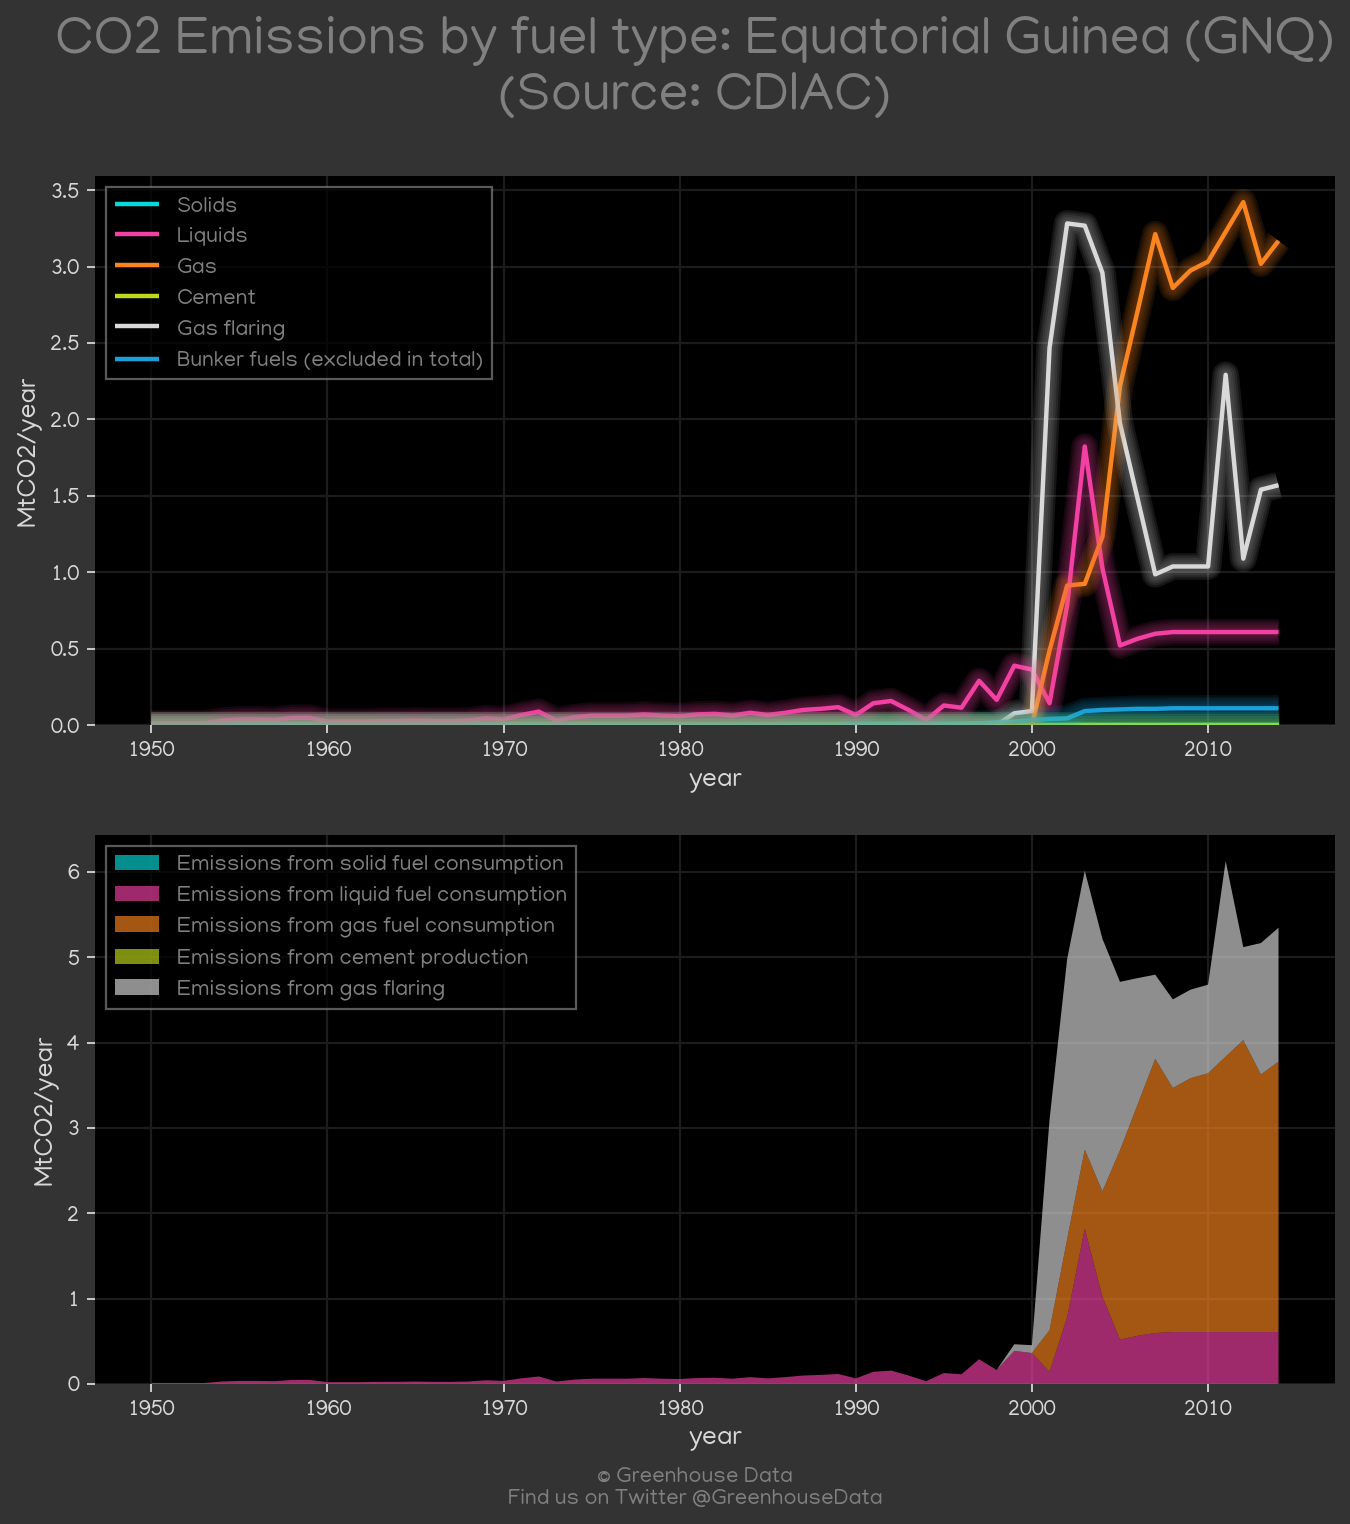 CO2 Emissions by fuel type: Equatorial Guinea (GNQ)
(Source: CDIAC)
3.5
3.0
2.5
2.0
1.5
1.0
0.5
0.0
MtCO2/year
Solids
Liquids
Gas
Cement
Gas flaring
Bunker fuels (excluded in total)
1950 1960 1970 1980 1990 2000 2010
year
6
5
4
3
2
1
0
MtCO2/year
Emissions from solid fuel consumption
Emissions from liquid fuel consumption
Emissions from gas fuel consumption
Emissions from cement production
Emissions from gas flaring
1950 1960 1970 1980 1990 2000 2010
year
© Greenhouse Data
Find us on Twitter @GreenhouseData